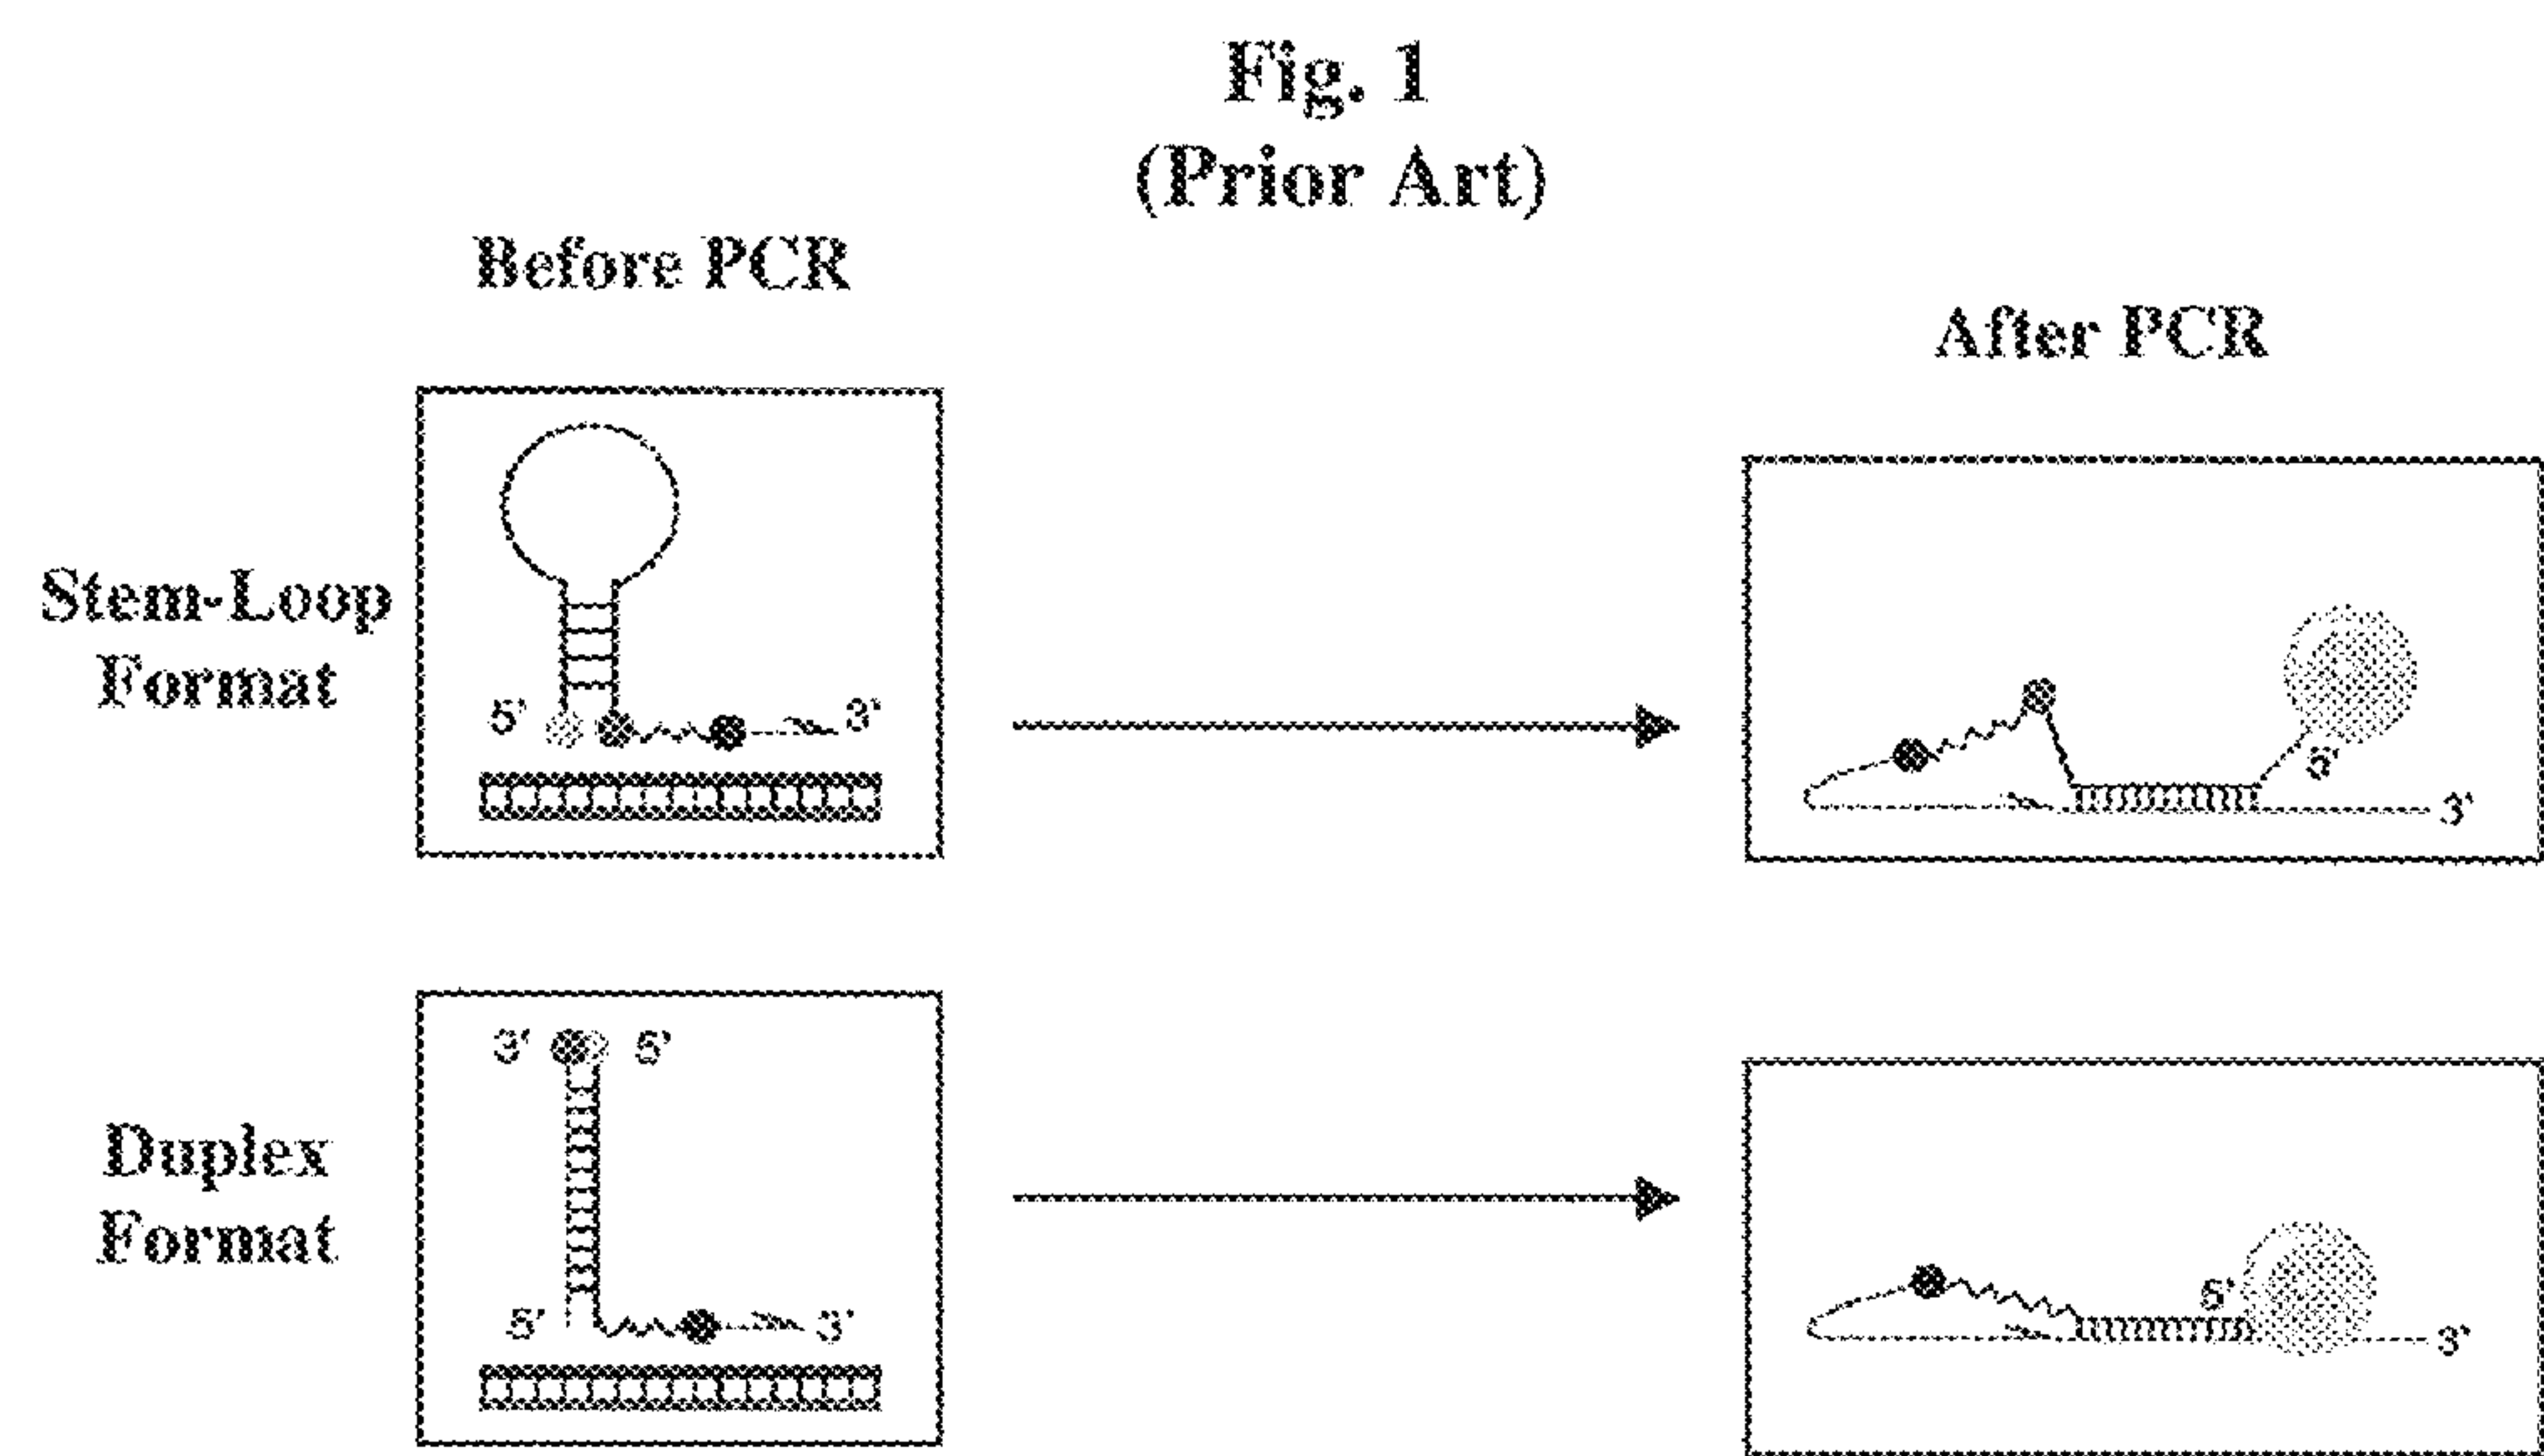 Fig. 1
(Prior Art)
Before PCR
After PCR
Stem-Loop
Format
5'
3'
5'
3'
Duplex
Format
3'
5'
5'
3'
5'
3'